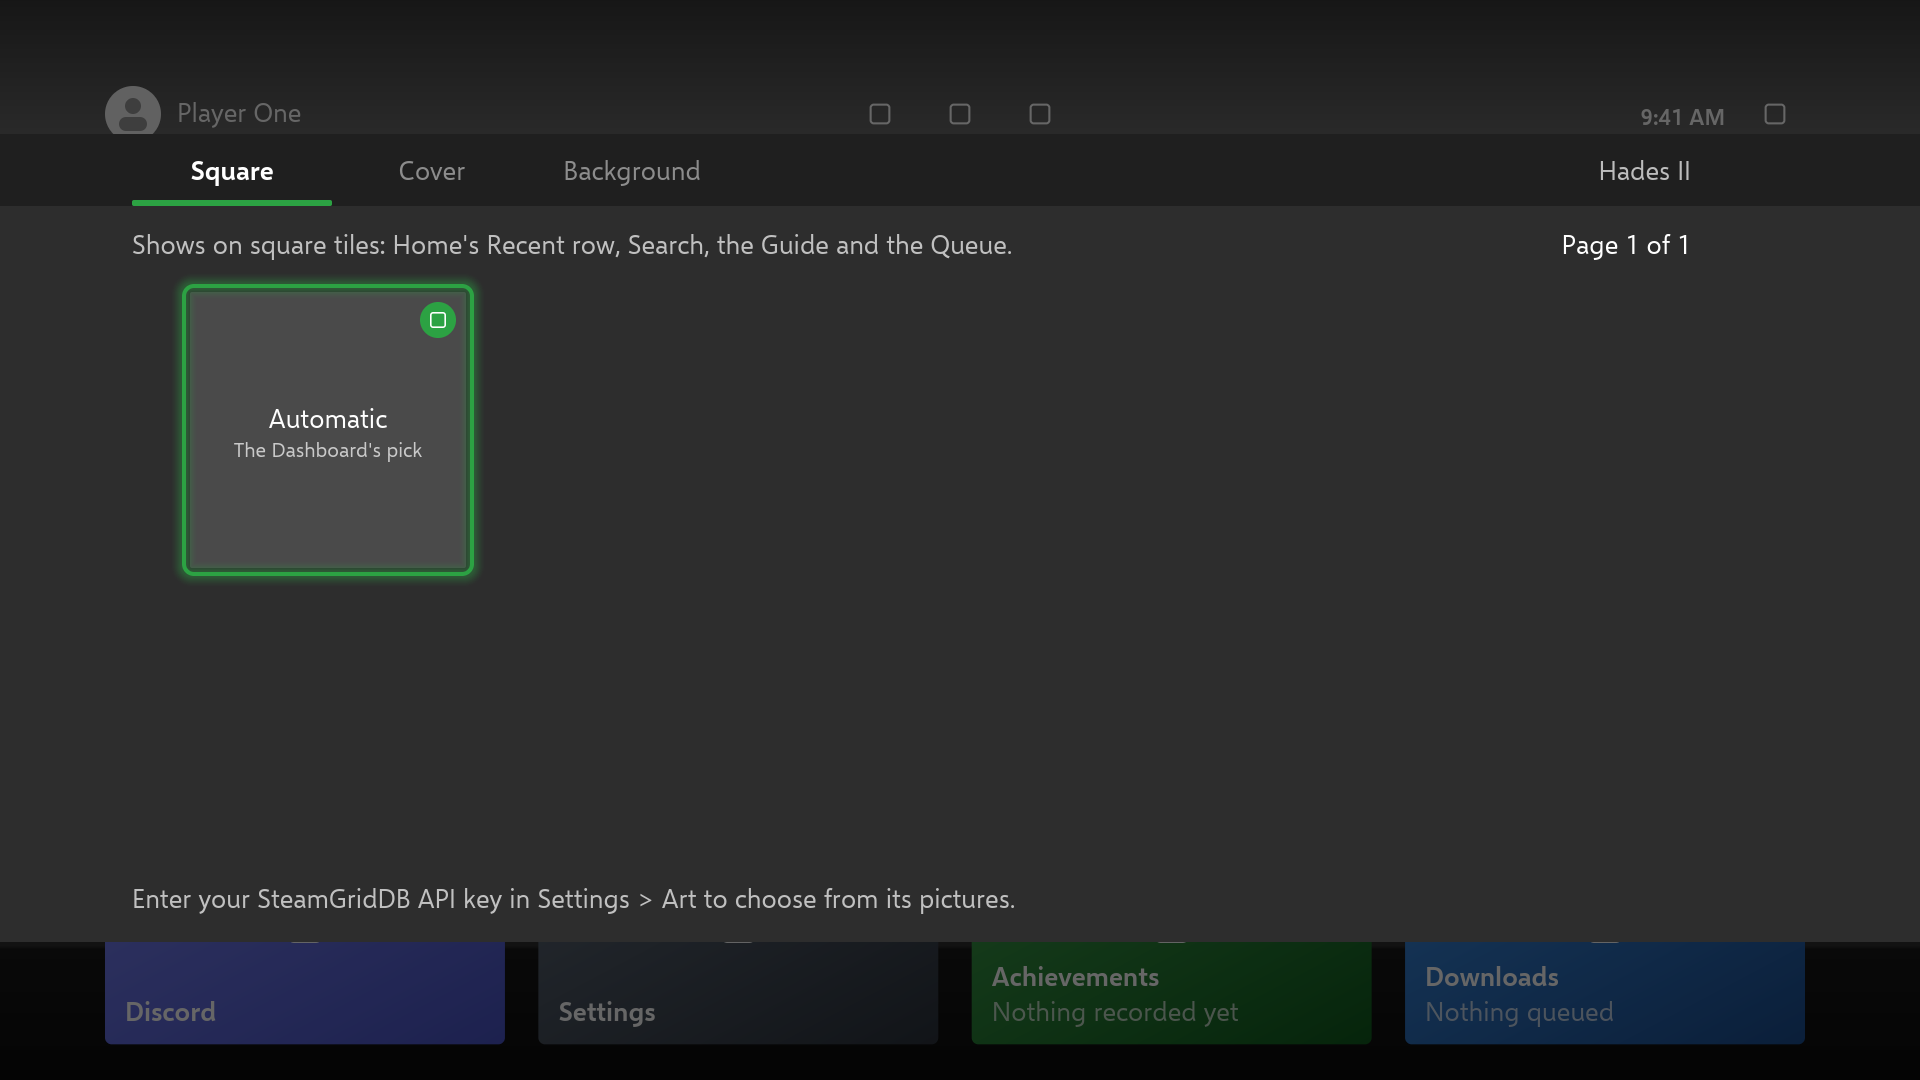 Player One
9:41 AM
Square
Cover
Background
Hades II
Shows on square tiles: Home's Recent row, Search, the Guide and the Queue.
Page 1 of 1
Automatic
The Dashboard's pick
Enter your SteamGridDB API key in Settings > Art to choose from its pictures.
Discord
Settings
Achievements
Nothing recorded yet
Downloads
Nothing queued